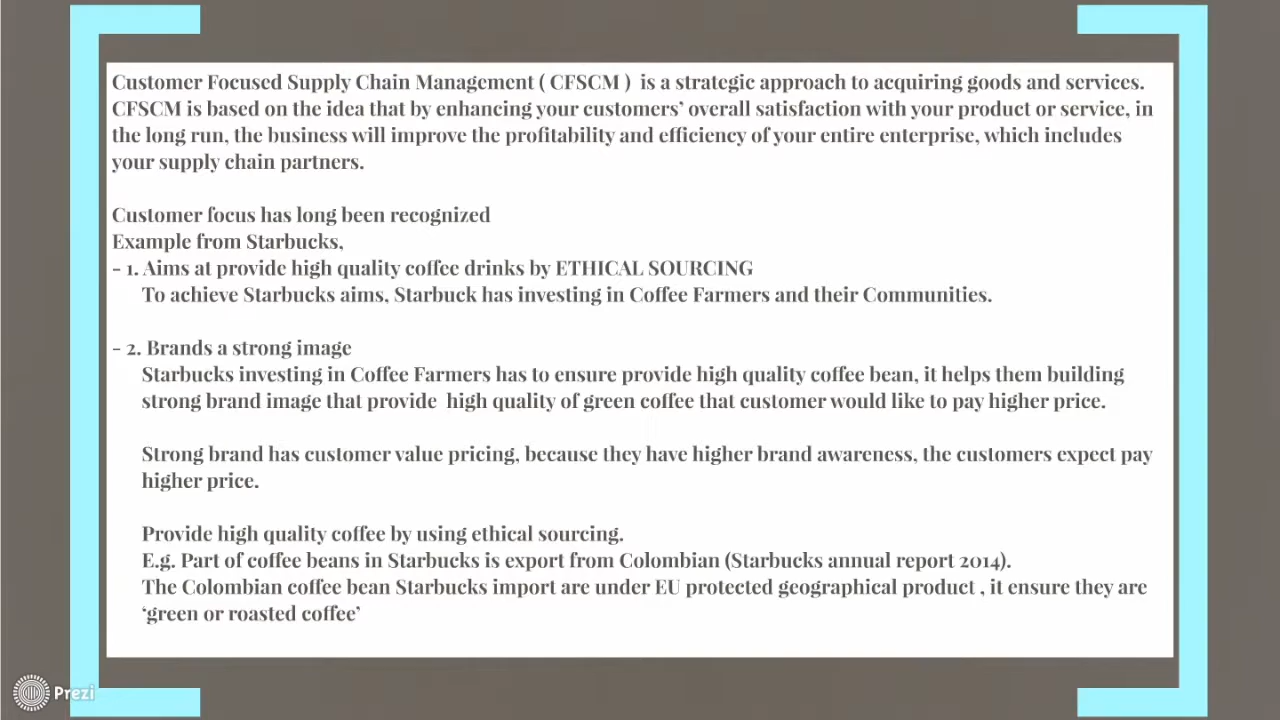 Customer Focused Supply Chain Management ( CFSCM )  is a strategic approach to acquiring goods and services.
CFSCM is based on the idea that by enhancing your customers’ overall satisfaction with your product or service, in
the long run, the business will improve the profitability and efficiency of your entire enterprise, which includes
your supply chain partners.
Customer focus has long been recognized
Example from Starbucks,
- 1. Aims at provide high quality coffee drinks by ETHICAL SOURCING
To achieve Starbucks aims, Starbuck has investing in Coffee Farmers and their Communities.
- 2. Brands a strong image
Starbucks investing in Coffee Farmers has to ensure provide high quality coffee bean, it helps them building
strong brand image that provide  high quality of green coffee that customer would like to pay higher price.
Strong brand has customer value pricing, because they have higher brand awareness, the customers expect pay
higher price.
Provide high quality coffee by using ethical sourcing.
E.g. Part of coffee beans in Starbucks is export from Colombian (Starbucks annual report 2014).
The Colombian coffee bean Starbucks import are under EU protected geographical product , it ensure they are
‘green or roasted coffee’
Prezi